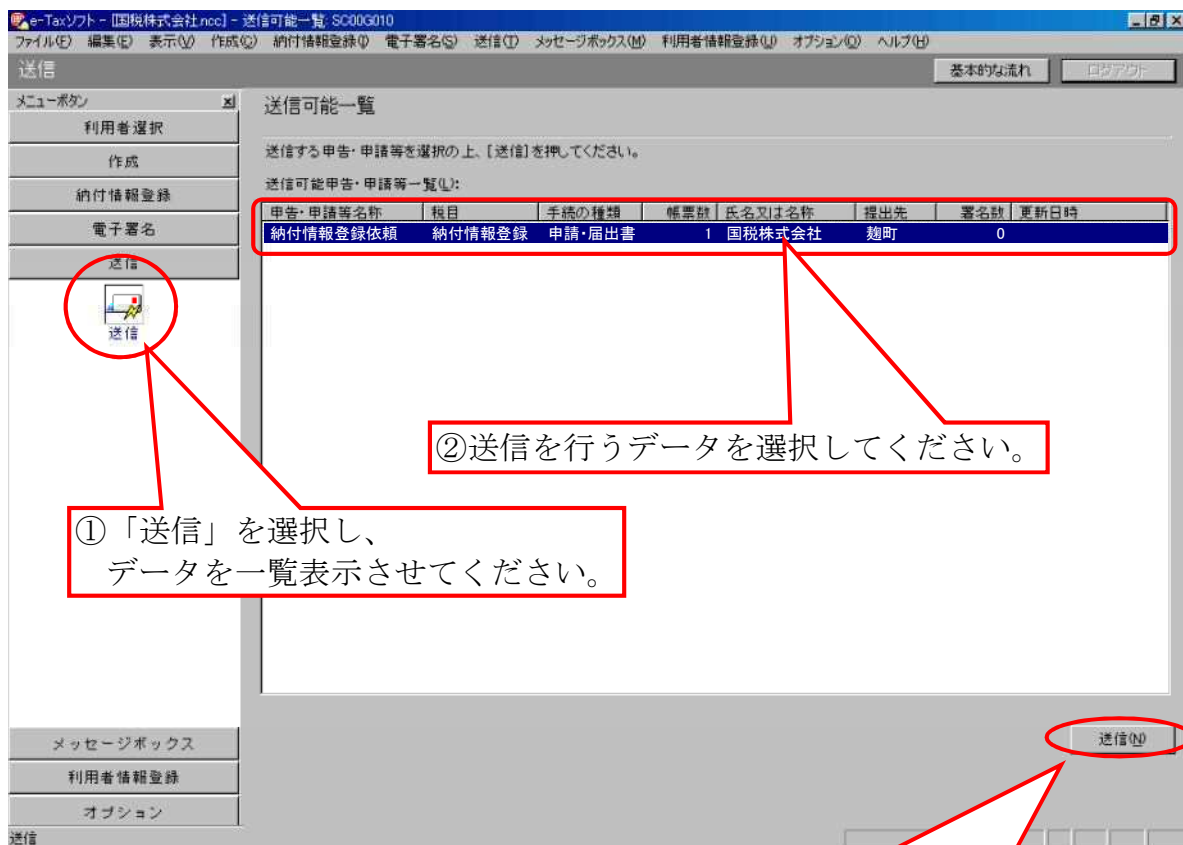 e-Taxソフト - [国税株式会社.ncc] - 送信可能一覧: SC00G010
ファイル(F) 編集(E) 表示(V) 作成(C) 納付情報登録(I) 電子署名(S) 送信(T) メッセージボックス(M) 利用者情報登録(U) オプション(O) ヘルプ(H)
送信 基本的な流れ ログアウト
メニューボタン
利用者選択
作成
納付情報登録
電子署名
送信
送信
メッセージボックス
利用者情報登録
オプション
送信可能一覧
送信する申告・申請等を選択の上、[送信]を押してください。
送信可能申告・申請等一覧(L):
申告・申請等名称 税目 手続の種類 帳票数 氏名又は名称 提出先 署名数 更新日時
納付情報登録依頼 納付情報登録 申請・届出書 1 国税株式会社 麹町 0
②送信を行うデータを選択してください。
①「送信」を選択し、
データを一覧表示させてください。
送信(N)
送信